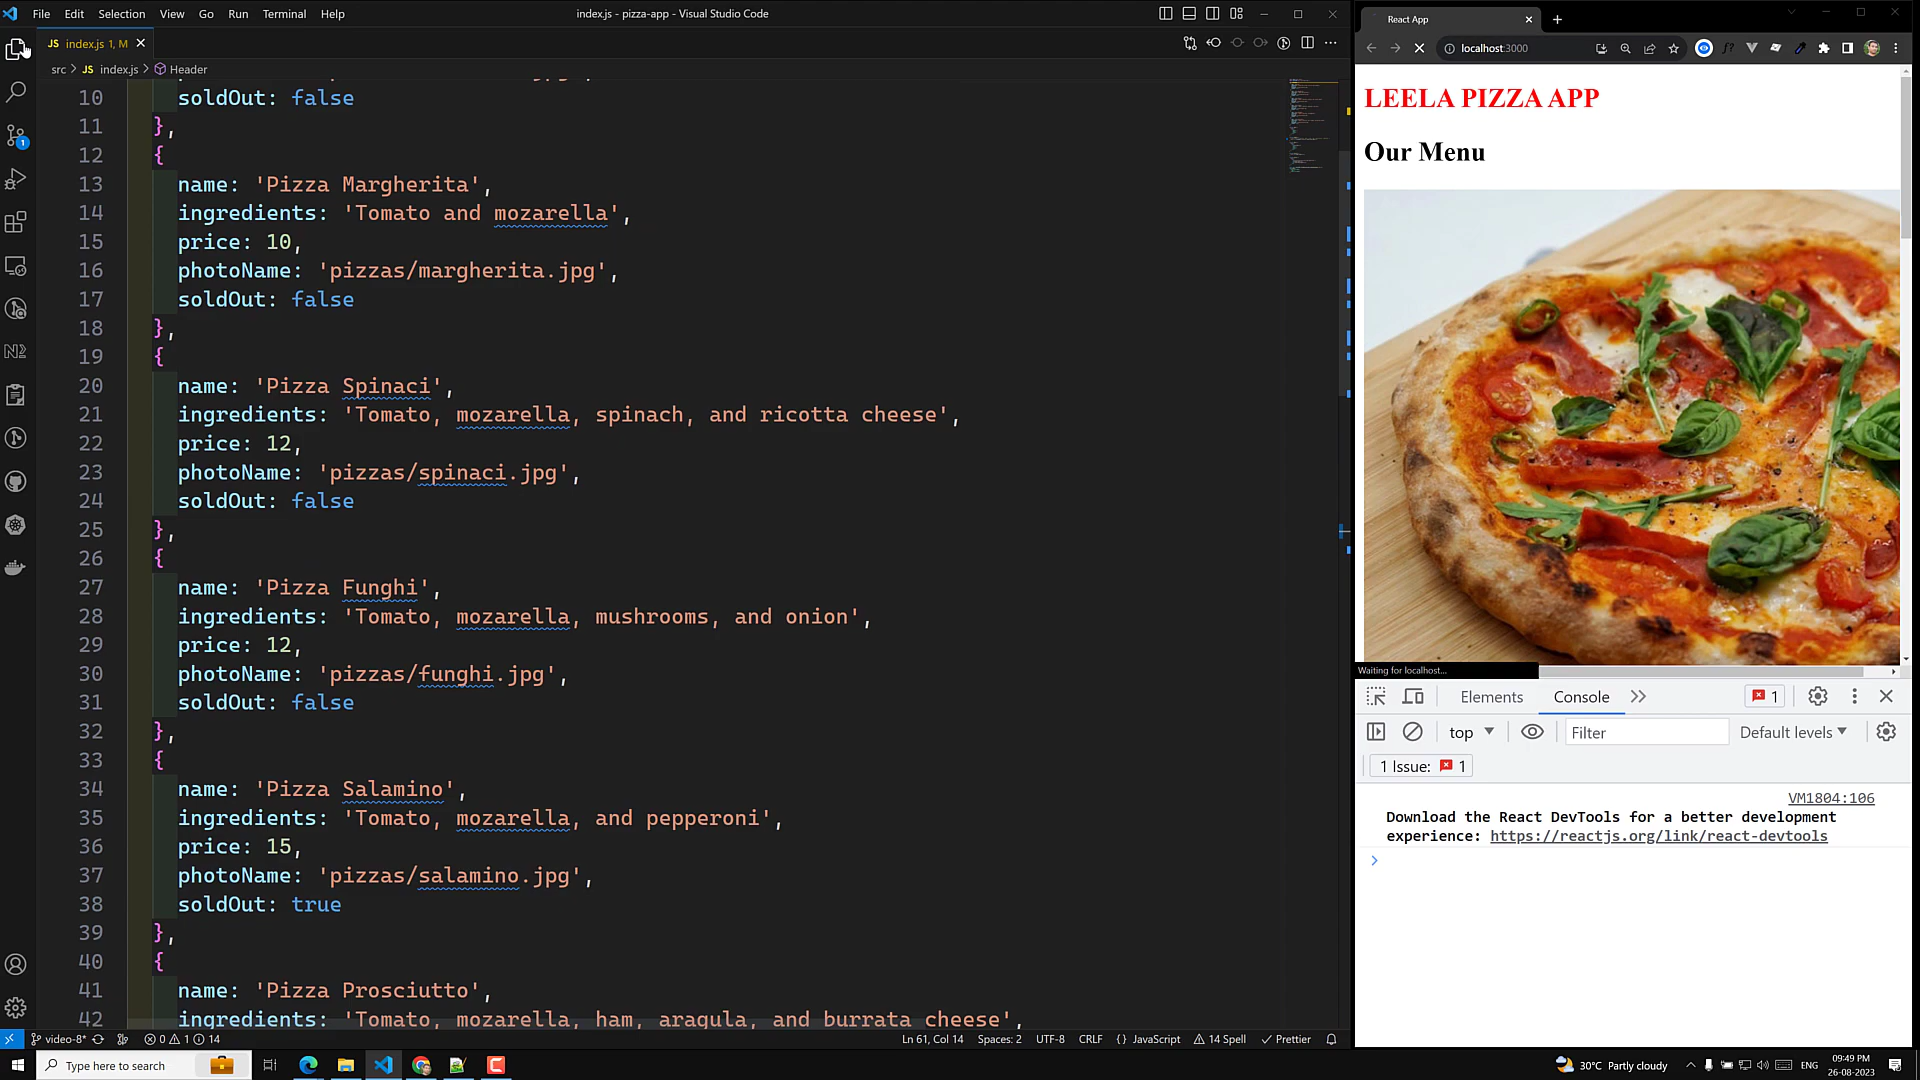 File Edit Selection View Go Run Terminal Help
index.js - pizza-app - Visual Studio Code
JS index.js 1, M
src > JS index.js > Header
10 soldOut: false
11 },
12 {
13 name: 'Pizza Margherita',
14 ingredients: 'Tomato and mozarella',
15 price: 10,
16 photoName: 'pizzas/margherita.jpg',
17 soldOut: false
18 },
19 {
20 name: 'Pizza Spinaci',
21 ingredients: 'Tomato, mozarella, spinach, and ricotta cheese',
22 price: 12,
23 photoName: 'pizzas/spinaci.jpg',
24 soldOut: false
25 },
26 {
27 name: 'Pizza Funghi',
28 ingredients: 'Tomato, mozarella, mushrooms, and onion',
29 price: 12,
30 photoName: 'pizzas/funghi.jpg',
31 soldOut: false
32 },
33 {
34 name: 'Pizza Salamino',
35 ingredients: 'Tomato, mozarella, and pepperoni',
36 price: 15,
37 photoName: 'pizzas/salamino.jpg',
38 soldOut: true
39 },
40 {
41 name: 'Pizza Prosciutto',
42 ingredients: 'Tomato, mozarella, ham, aragula, and burrata cheese',
video-8* 0 1 14
Ln 61, Col 14 Spaces: 2 UTF-8 CRLF {} JavaScript 14 Spell Prettier
React App
localhost:3000
LEELA PIZZA APP
Our Menu
Waiting for localhost...
Elements Console 1
top Filter Default levels
1 Issue: 1
VM1804:106
Download the React DevTools for a better development
experience: https://reactjs.org/link/react-devtools
Type here to search
30°C Partly cloudy
ENG
09:49 PM
26-08-2023